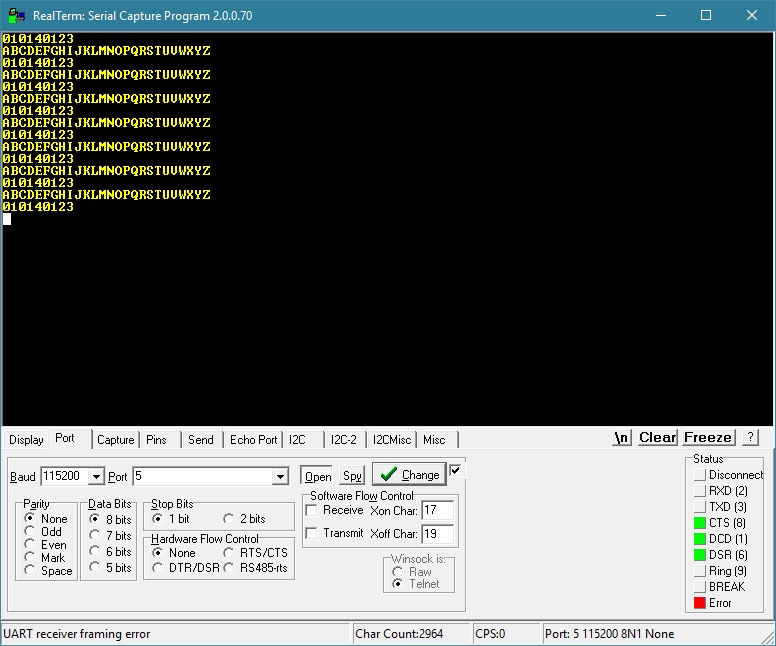 RealTerm: Serial Capture Program 2.0.0.70
010140123
ABCDEFGHIJKLMNOPQRSTUVWXYZ
010140123
ABCDEFGHIJKLMNOPQRSTUVWXYZ
010140123
ABCDEFGHIJKLMNOPQRSTUVWXYZ
010140123
ABCDEFGHIJKLMNOPQRSTUVWXYZ
010140123
ABCDEFGHIJKLMNOPQRSTUVWXYZ
010140123
ABCDEFGHIJKLMNOPQRSTUVWXYZ
010140123
ABCDEFGHIJKLMNOPQRSTUVWXYZ
010140123
Display Port Capture Pins Send Echo Port I2C I2C-2 I2CMisc Misc \n Clear Freeze ?
Baud 115200 Port 5 Open Spy Change
Parity
None
Odd
Even
Mark
Space
Data Bits
8 bits
7 bits
6 bits
5 bits
Stop Bits
1 bit 2 bits
Hardware Flow Control
None RTS/CTS
DTR/DSR RS485-rts
Software Flow Control
Receive Xon Char: 17
Transmit Xoff Char: 19
Winsock is:
Raw
Telnet
Status
Disconnect
RXD (2)
TXD (3)
CTS (8)
DCD (1)
DSR (6)
Ring (9)
BREAK
Error
UART receiver framing error Char Count:2964 CPS:0 Port: 5 115200 8N1 None